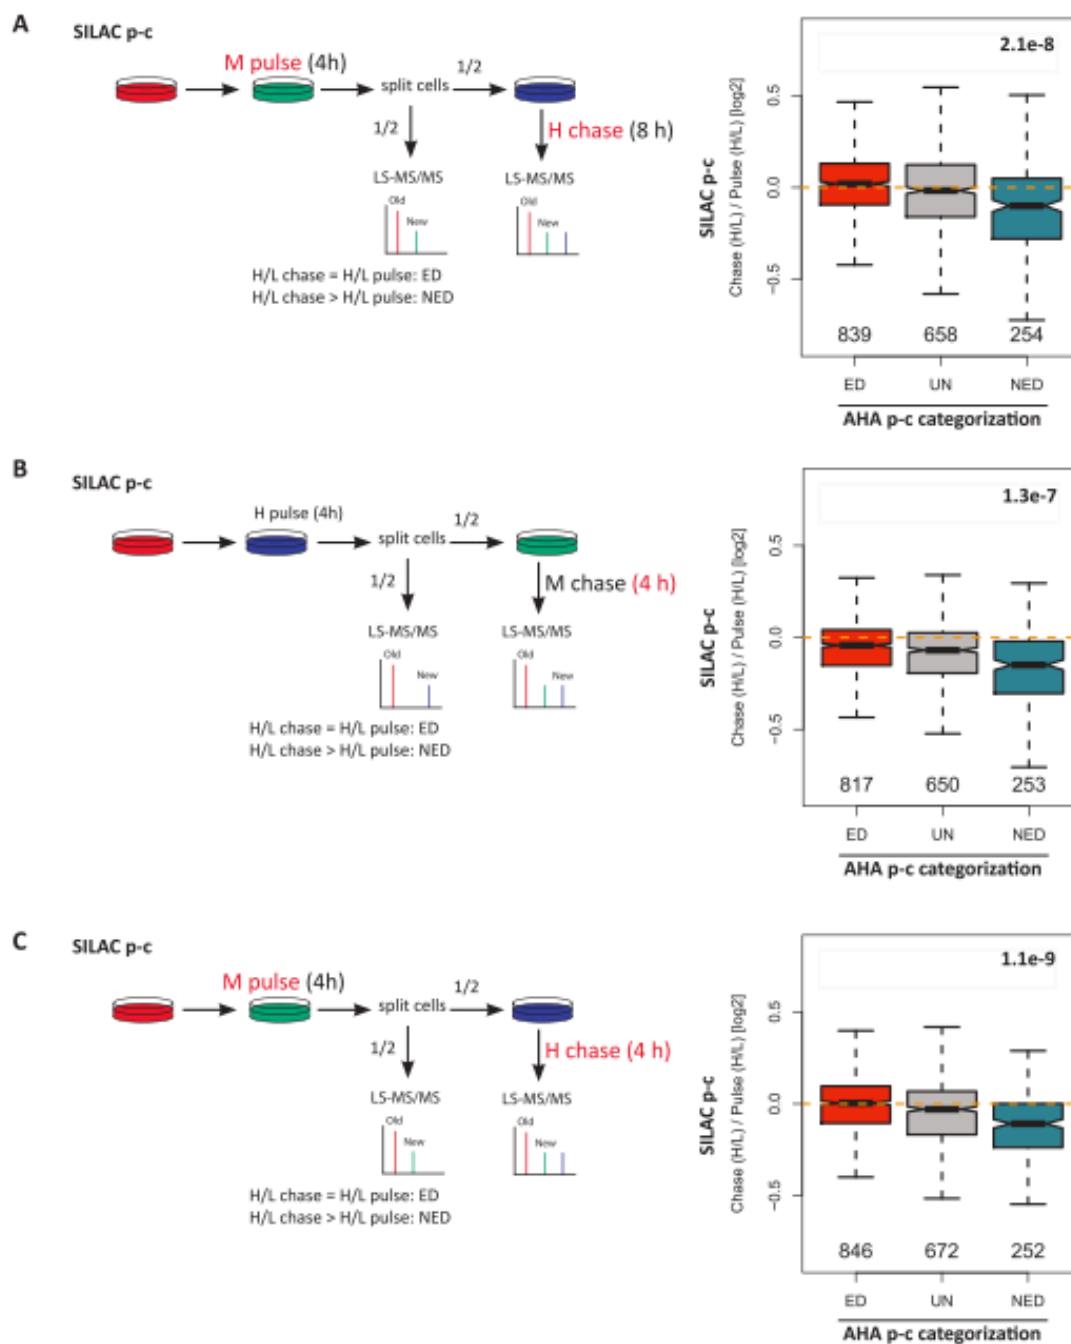 A
SILAC p-c
M pulse (4h)
split cells
1/2
1/2
H chase (8 h)
LS-MS/MS
LS-MS/MS
Old
New
Old
New
H/L chase = H/L pulse: ED
H/L chase > H/L pulse: NED
2.1e-8
SILAC p-c
Chase (H/L) / Pulse (H/L) [log2]
0.5
0.0
−0.5
839
658
254
ED
UN
NED
AHA p-c categorization
B
SILAC p-c
H pulse (4h)
split cells
1/2
1/2
M chase (4 h)
LS-MS/MS
LS-MS/MS
Old
New
Old
New
H/L chase = H/L pulse: ED
H/L chase > H/L pulse: NED
1.3e-7
SILAC p-c
Chase (H/L) / Pulse (H/L) [log2]
0.5
0.0
−0.5
817
650
253
ED
UN
NED
AHA p-c categorization
C
SILAC p-c
M pulse (4h)
split cells
1/2
1/2
H chase (4 h)
LS-MS/MS
LS-MS/MS
Old
New
Old
New
H/L chase = H/L pulse: ED
H/L chase > H/L pulse: NED
1.1e-9
SILAC p-c
Chase (H/L) / Pulse (H/L) [log2]
0.5
0.0
−0.5
846
672
252
ED
UN
NED
AHA p-c categorization